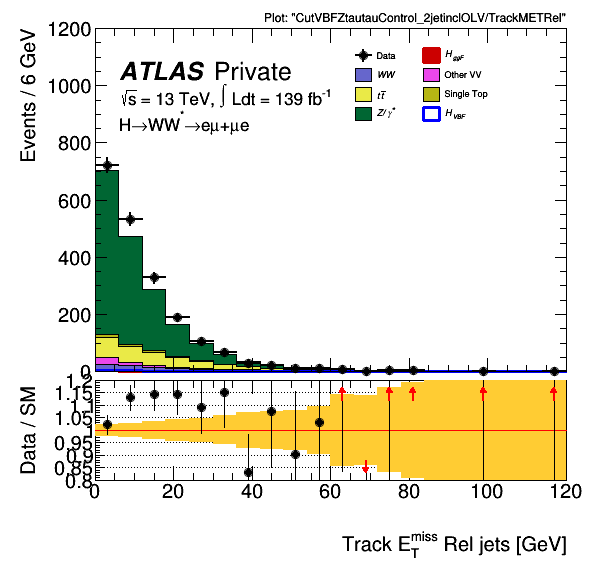 Plot: "CutVBFZtautauControl_2jetinclOLV/TrackMETRel"
Events / 6 GeV
1200
1000
800
600
400
200
0
ATLAS Private
√s = 13 TeV, ∫ Ldt = 139 fb⁻¹
H→WW*→eμ+μe
Data
WW
tt̄
Z/γ*
H ggF
Other VV
Single Top
H VBF
Data / SM
1.2
1.15
1.1
1.05
1
0.95
0.9
0.85
0.8
0 20 40 60 80 100 120
Track E_T^miss Rel jets [GeV]